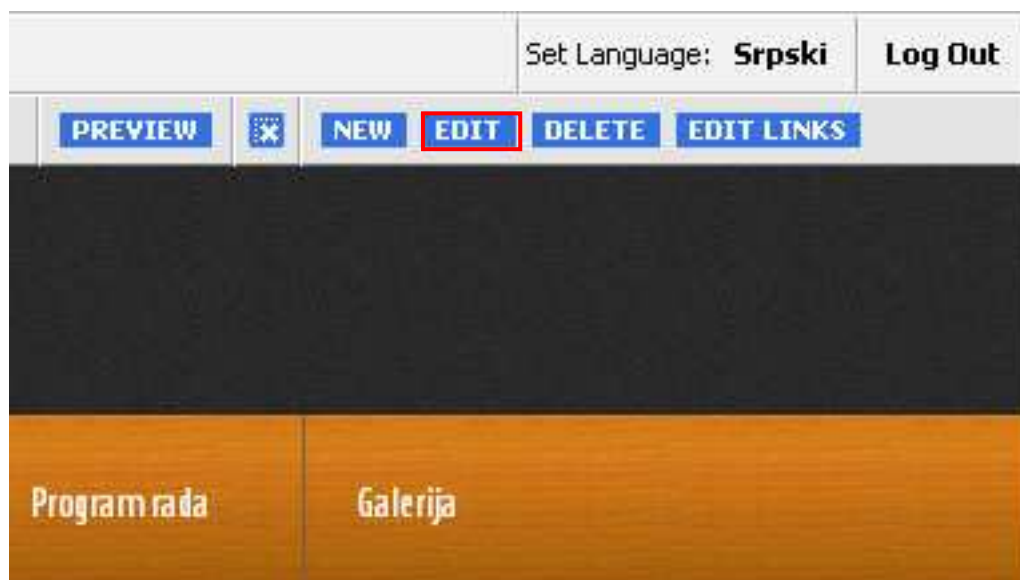 Set Language: Srpski Log Out
PREVIEW NEW EDIT DELETE EDIT LINKS
Program rada Galerija